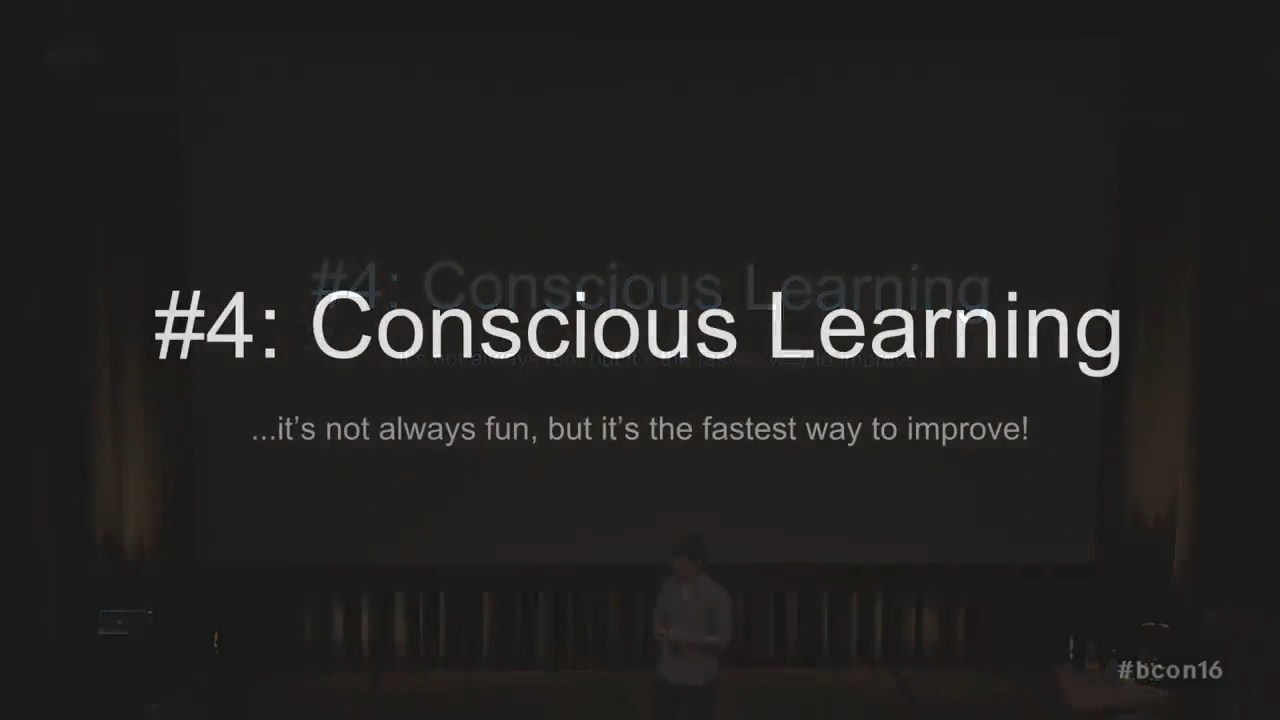 #4: Conscious Learning
...it’s not always fun, but it’s the fastest way to improve!
#bcon16